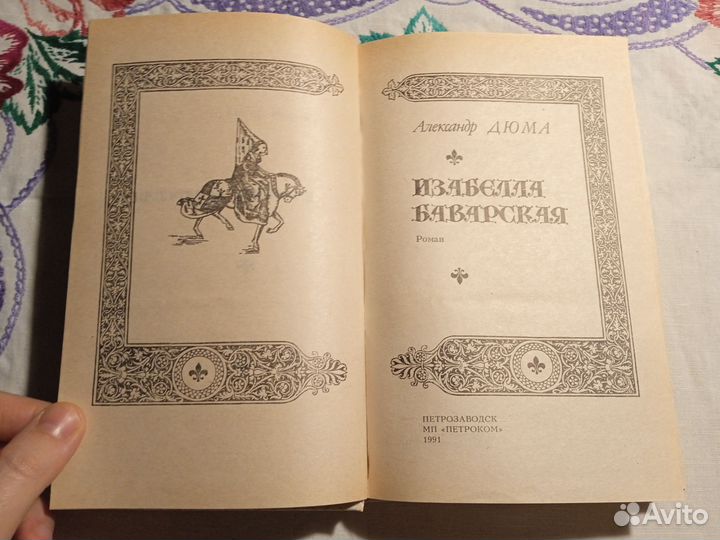 Александр ДЮМА
ИЗАБЕЛЛА
БАВАРСКАЯ
Роман
ПЕТРОЗАВОДСК
МП «ПЕТРОКОМ»
1991
Avito